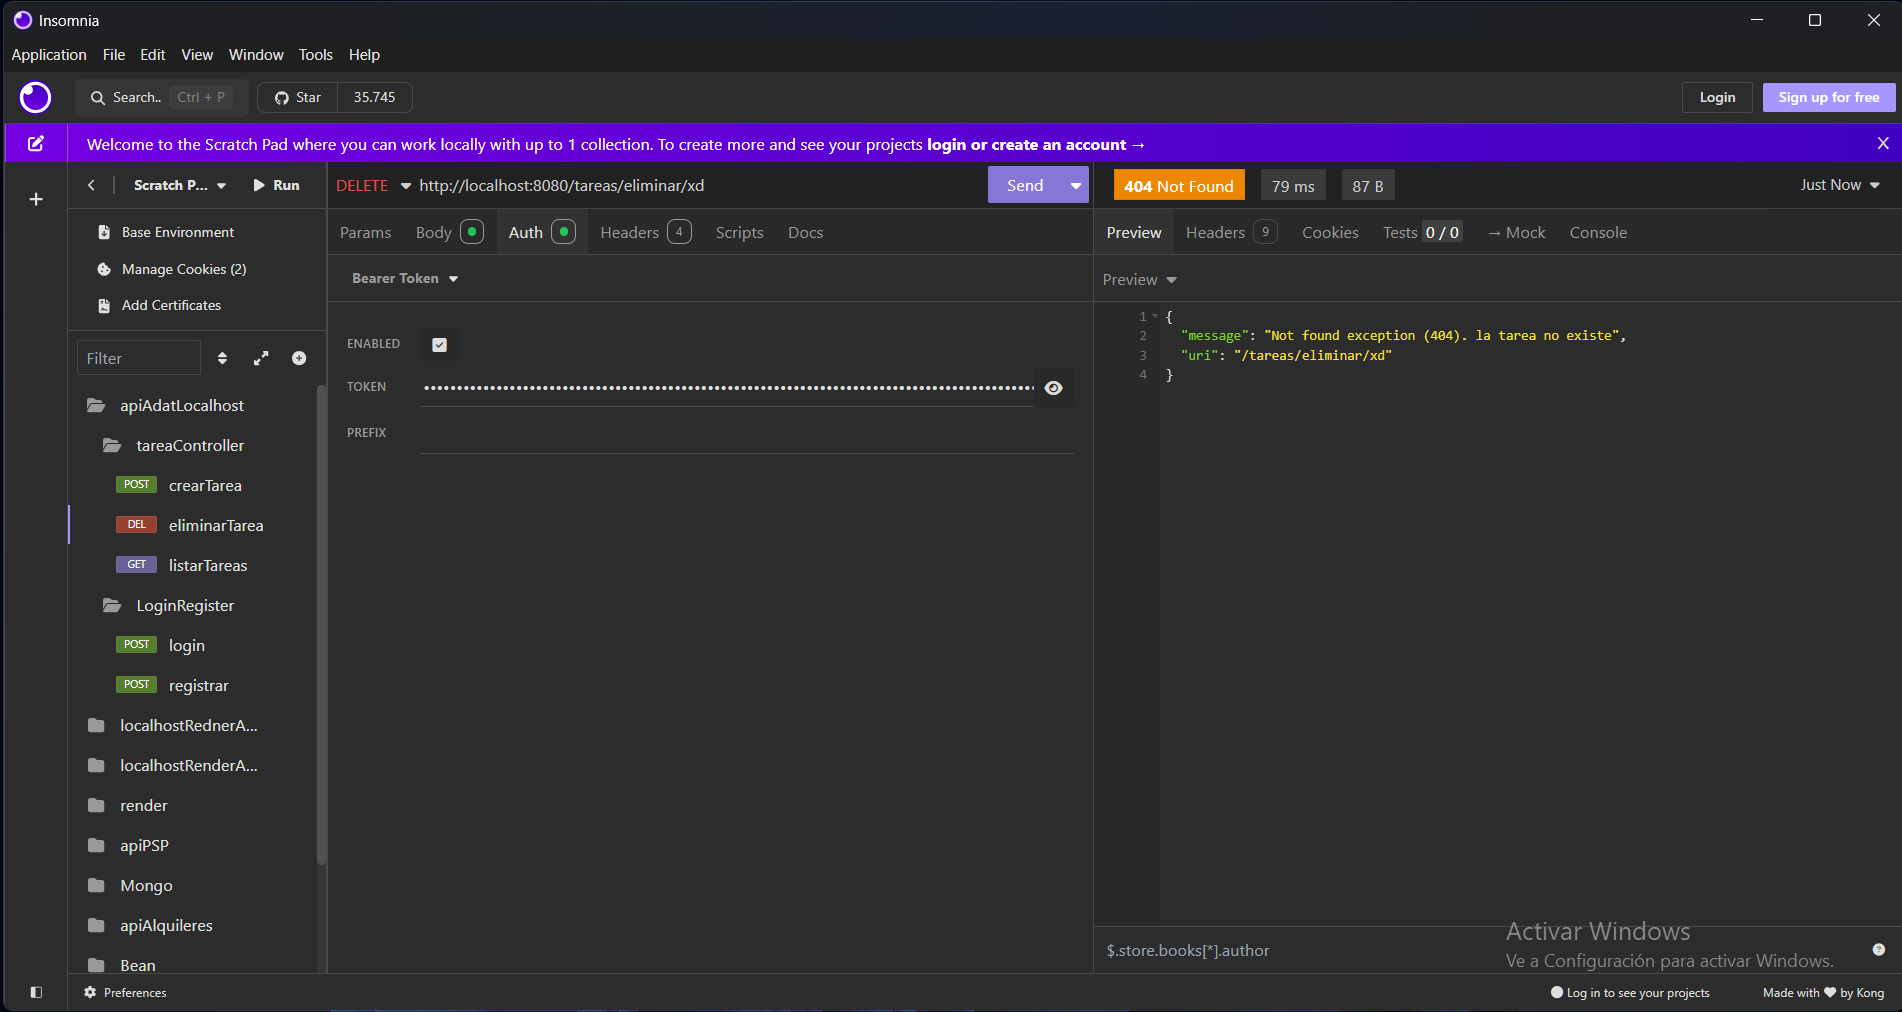 Insomnia
Application File Edit View Window Tools Help
Search.. Ctrl + P Star 35.745 Login Sign up for free
Welcome to the Scratch Pad where you can work locally with up to 1 collection. To create more and see your projects login or create an account → X
Scratch P... Run DELETE http://localhost:8080/tareas/eliminar/xd Send 404 Not Found 79 ms 87 B Just Now
Base Environment
Manage Cookies (2)
Add Certificates
Filter
apiAdatLocalhost
tareaController
POST crearTarea
DEL eliminarTarea
GET listarTareas
LoginRegister
POST login
POST registrar
localhostRednerA...
localhostRenderA...
render
apiPSP
Mongo
apiAlquileres
Bean
Params Body Auth Headers 4 Scripts Docs
Bearer Token
ENABLED
TOKEN ••••••••••••••••••••••••••••••••••••••••••••••••••••••••••••••••••••••••••••••••••••••••
PREFIX
Preview Headers 9 Cookies Tests 0 / 0 → Mock Console
Preview
1 {
2 "message": "Not found exception (404). la tarea no existe",
3 "uri": "/tareas/eliminar/xd"
4 }
$.store.books[*].author
Activar Windows
Ve a Configuración para activar Windows.
Preferences Log in to see your projects Made with ♥ by Kong